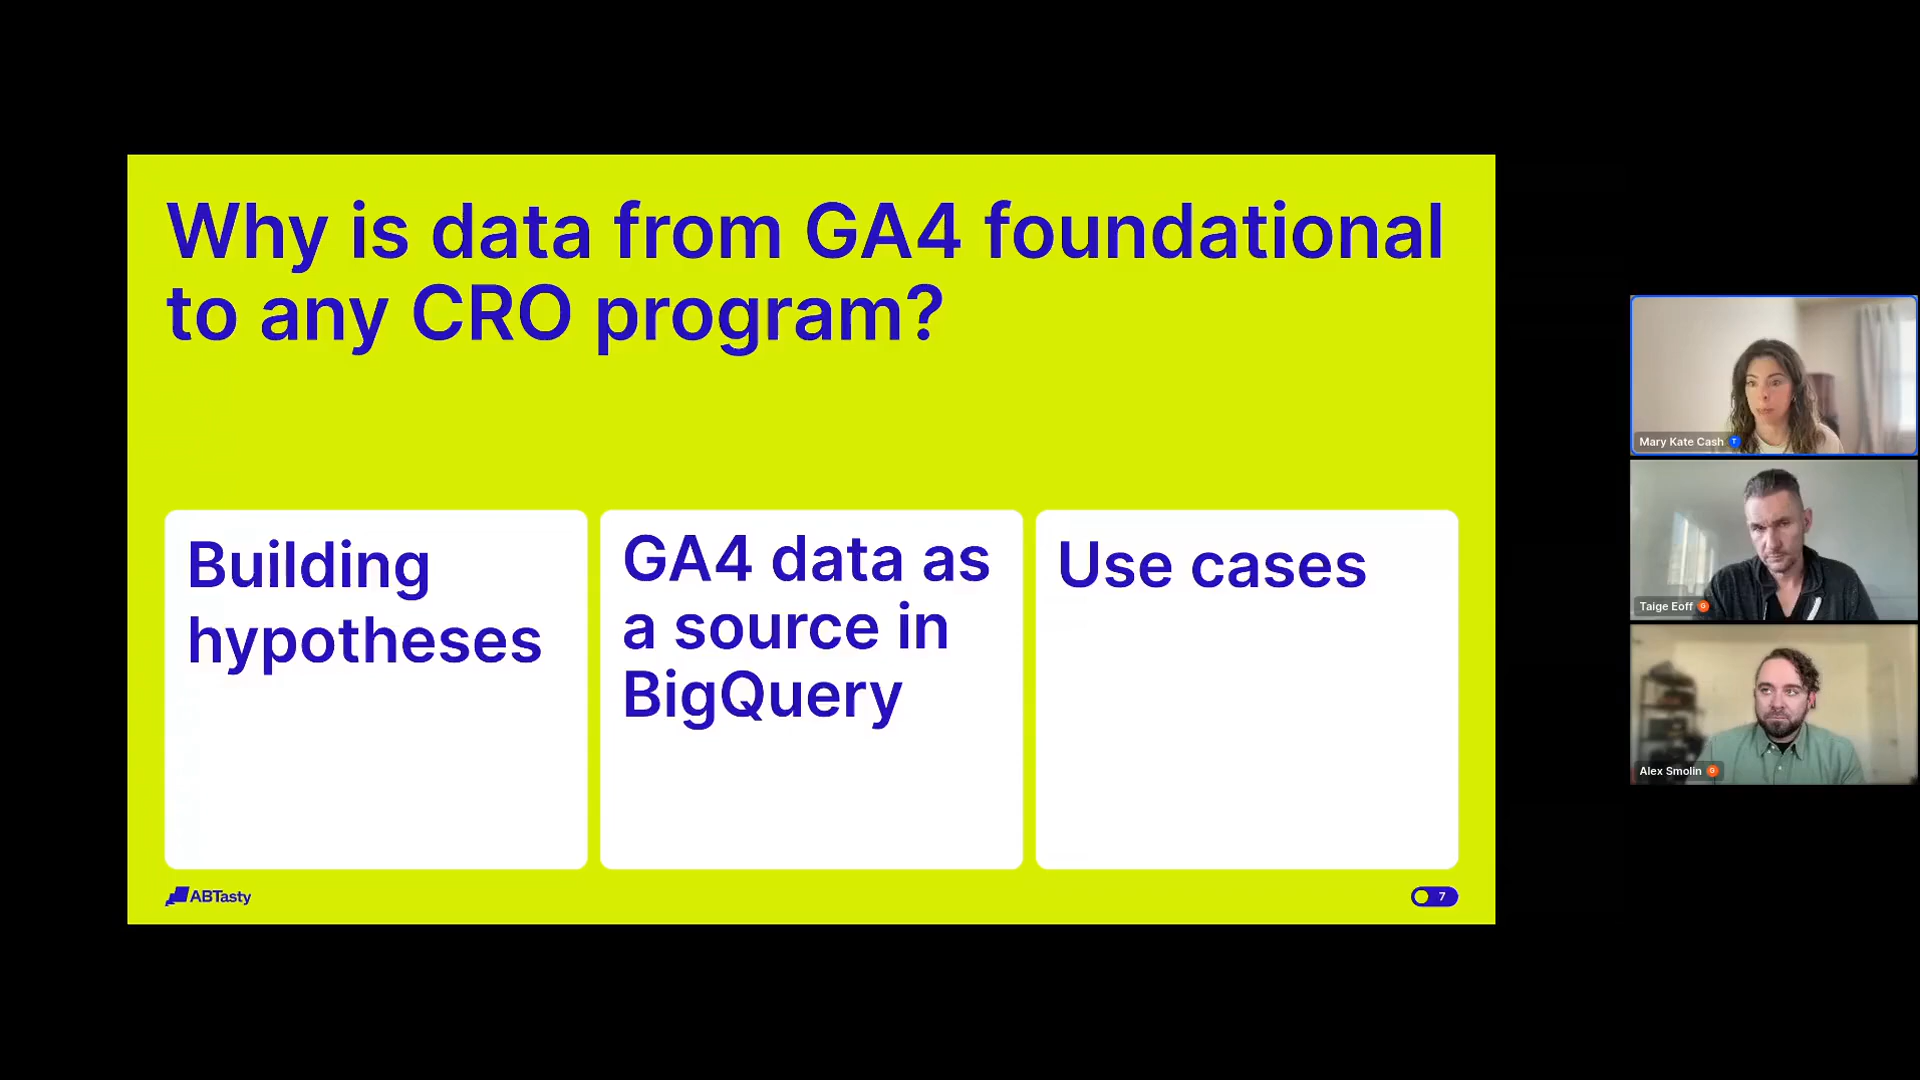 Why is data from GA4 foundational
to any CRO program?
Building
hypotheses
GA4 data as
a source in
BigQuery
Use cases
ABTasty
7
Mary Kate Cash
T
Taige Eoff
G
Alex Smolin
G